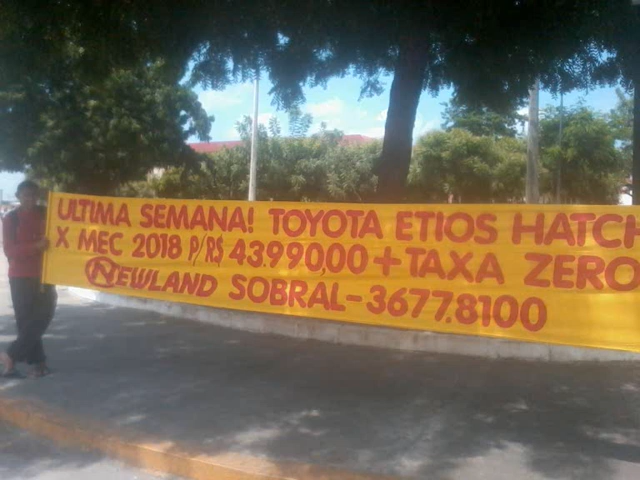 ULTIMA SEMANA! TOYOTA ETIOS HATCH
X MEC 2018 P/R$ 43.990,00 + TAXA ZERO
NEWLAND SOBRAL - 3677.8100